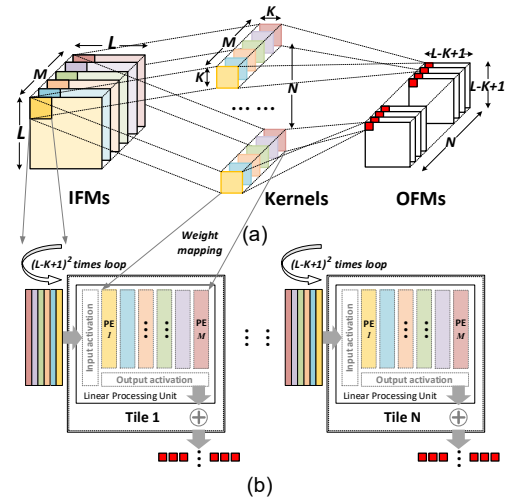 (a)
L
M
L
IFMs
K
M
K
N
... ...
Kernels
L-K+1
L-K+1
N
OFMs
Weight mapping
(L-K+1)² times loop
Input activation
PE 1
PE M
Output activation
Linear Processing Unit
Tile 1
(L-K+1)² times loop
Input activation
PE 1
PE M
Output activation
Linear Processing Unit
Tile N
(b)